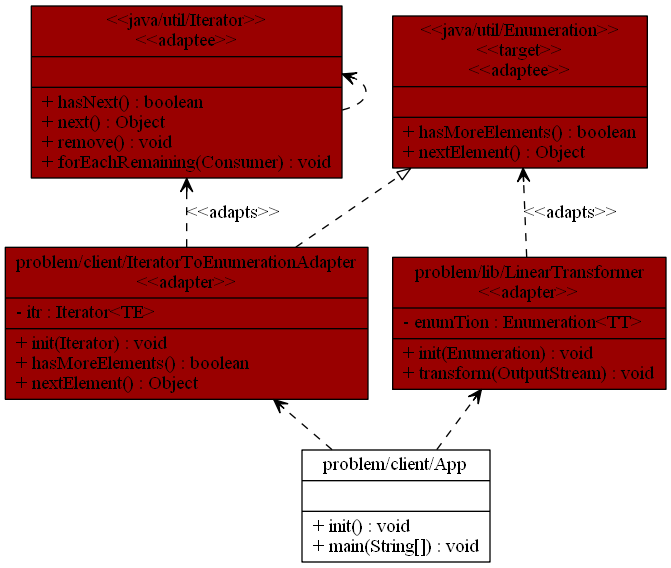 <<java/util/Iterator>>
<<adaptee>>
+ hasNext() : boolean
+ next() : Object
+ remove() : void
+ forEachRemaining(Consumer) : void
<<java/util/Enumeration>>
<<target>>
<<adaptee>>
+ hasMoreElements() : boolean
+ nextElement() : Object
<<adapts>>
<<adapts>>
problem/client/IteratorToEnumerationAdapter
<<adapter>>
- itr : Iterator<TE>
+ init(Iterator) : void
+ hasMoreElements() : boolean
+ nextElement() : Object
problem/lib/LinearTransformer
<<adapter>>
- enumTion : Enumeration<TT>
+ init(Enumeration) : void
+ transform(OutputStream) : void
problem/client/App
+ init() : void
+ main(String[]) : void